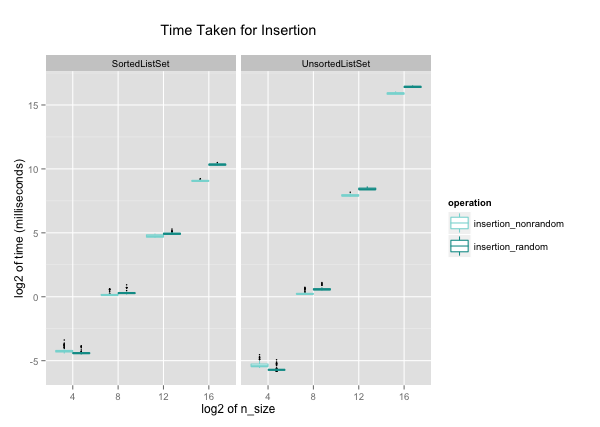 Time Taken for Insertion
SortedListSet
UnsortedListSet
log2 of time (milliseconds)
15
10
5
0
-5
4
8
12
16
4
8
12
16
log2 of n_size
operation
insertion_nonrandom
insertion_random